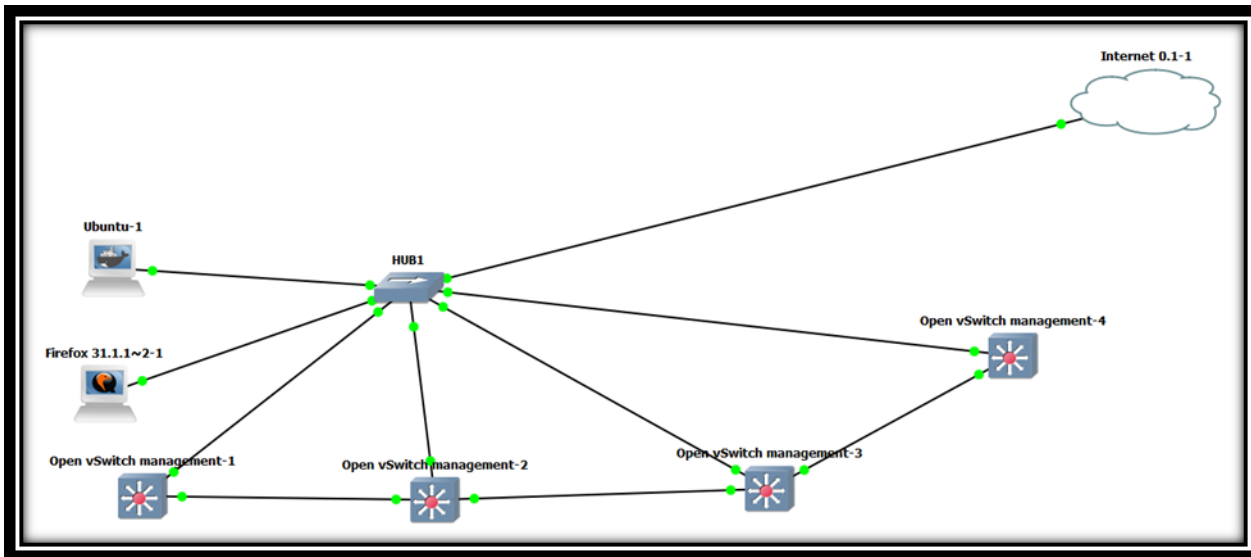 Internet 0.1-1
Ubuntu-1
HUB1
Open vSwitch management-4
Firefox 31.1.1~2-1
Open vSwitch management-3
Open vSwitch management-1
Open vSwitch management-2